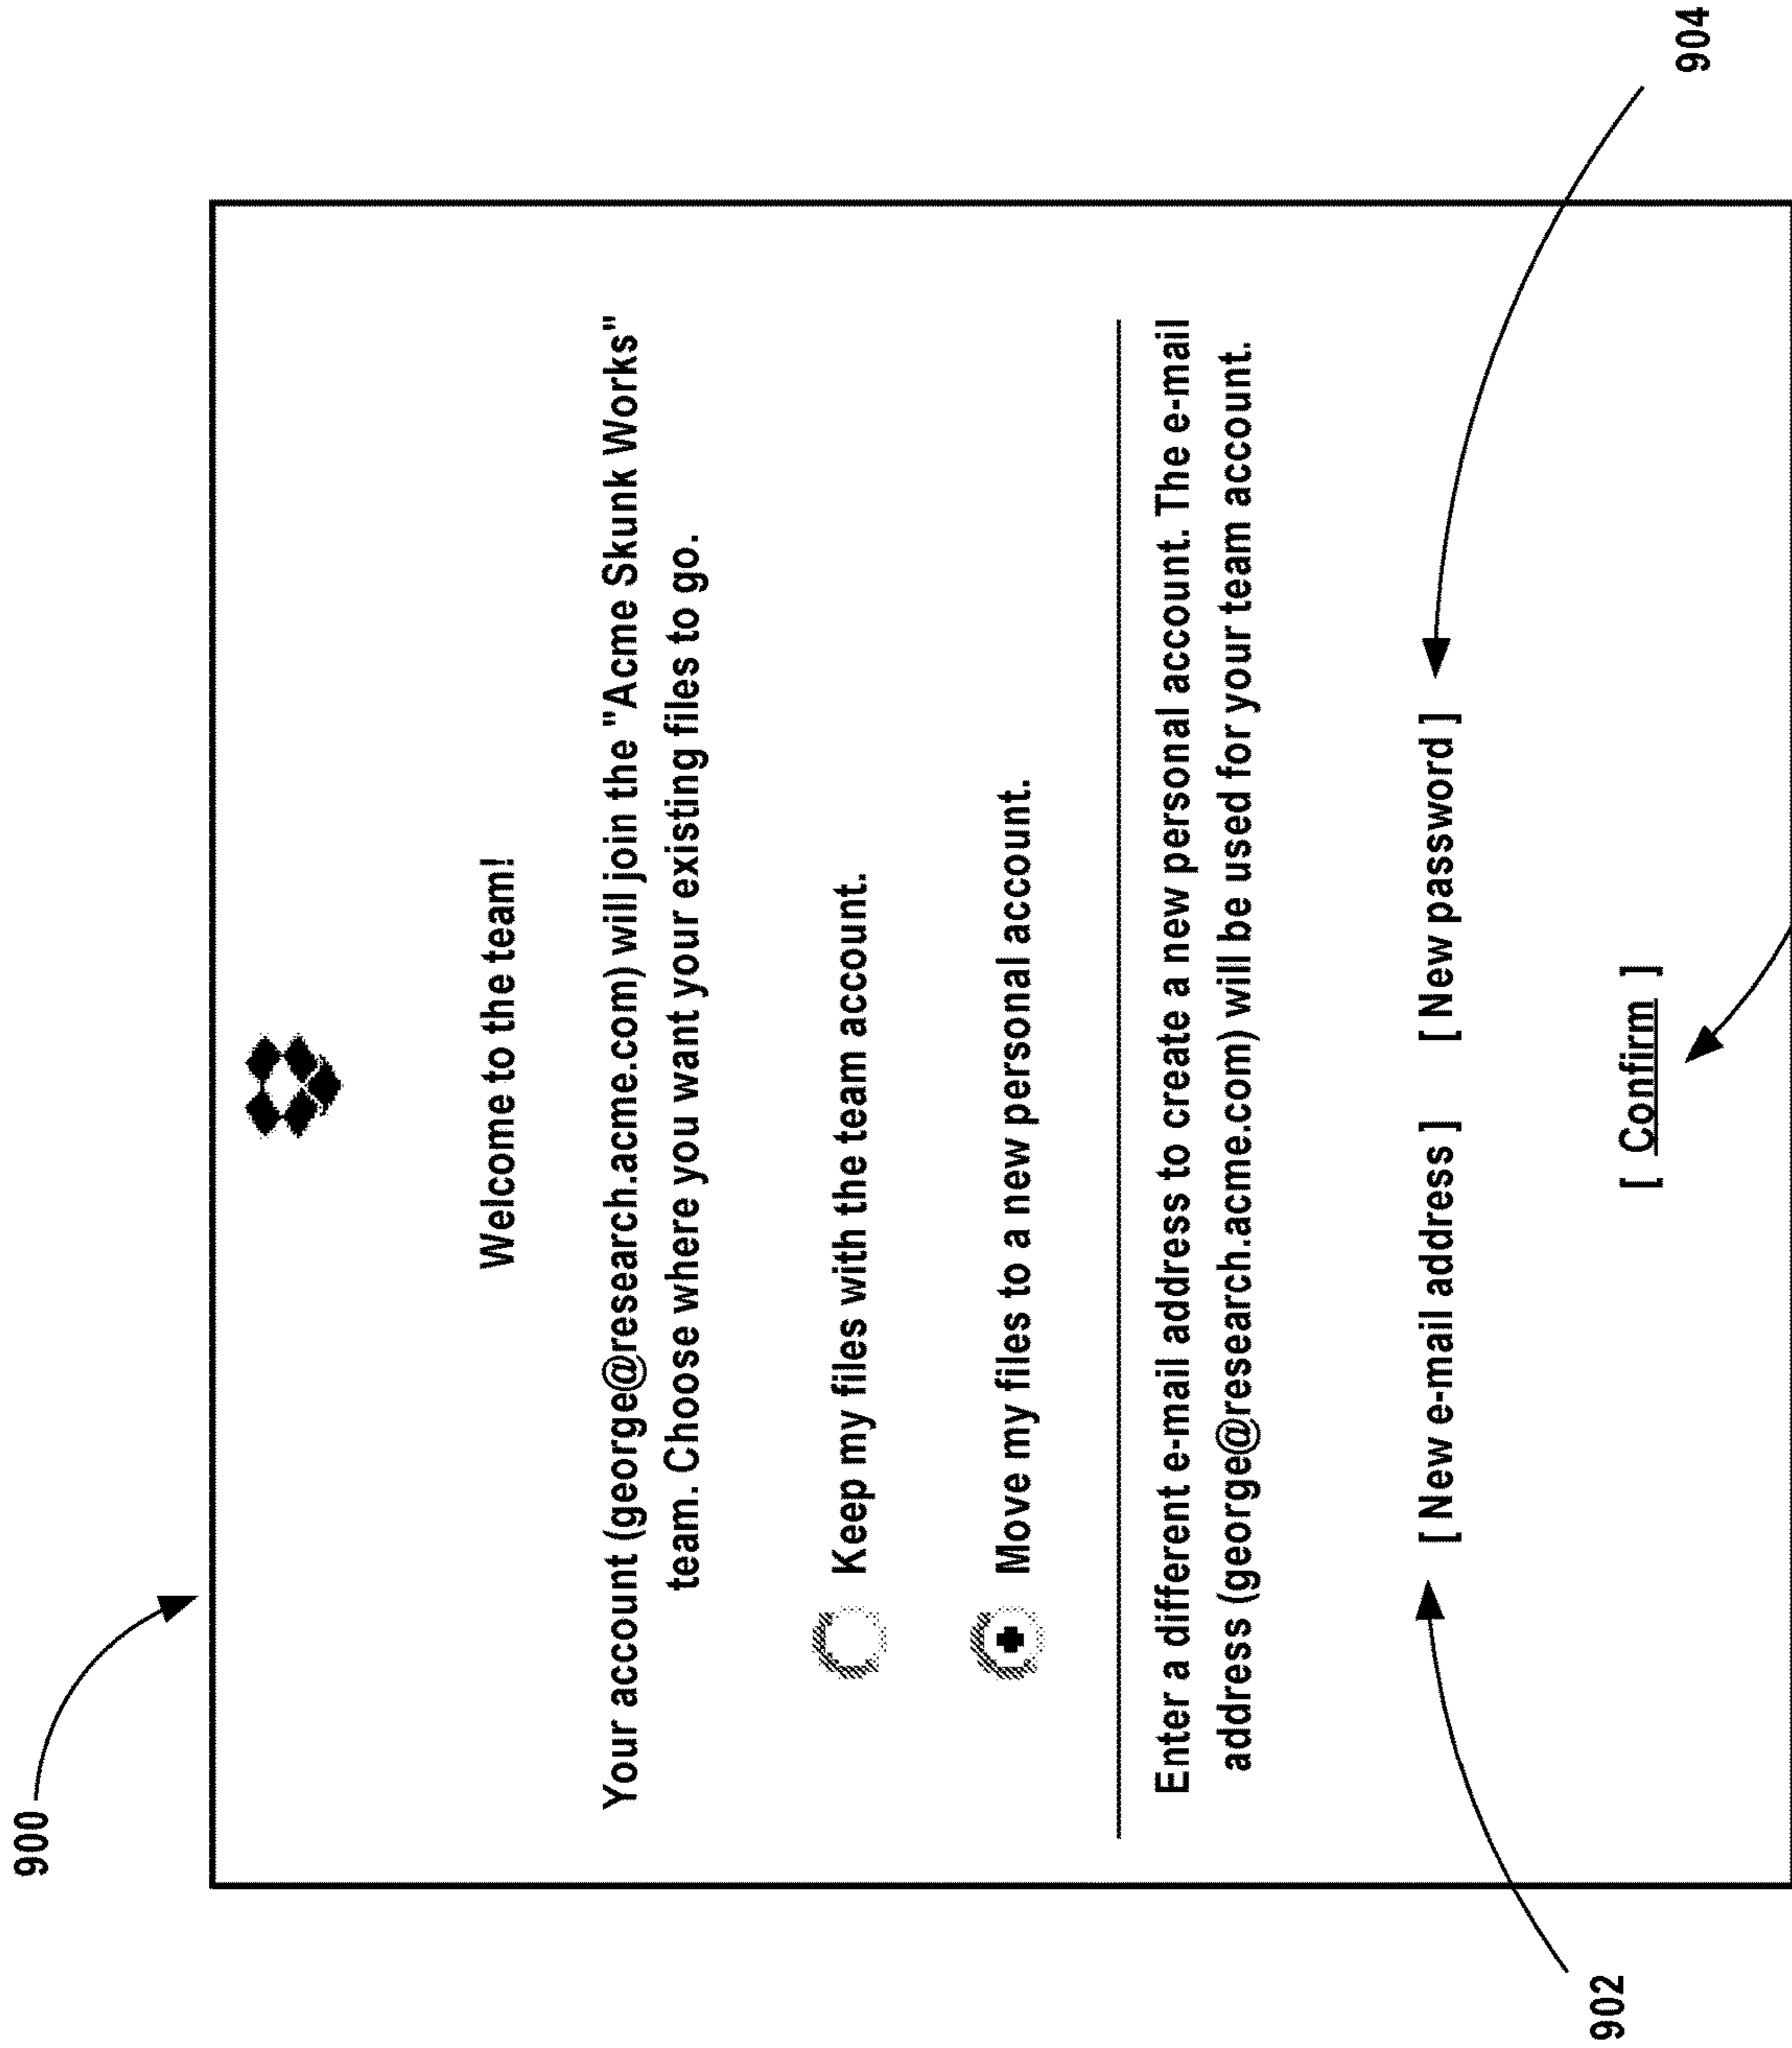 900
Welcome to the team!
Your account (george@research.acme.com) will join the "Acme Skunk Works"
team. Choose where you want your existing files to go.
Keep my files with the team account.
Move my files to a new personal account.
Enter a different e-mail address to create a new personal account. The e-mail
address (george@research.acme.com) will be used for your team account.
[ New e-mail address ] [ New password ]
[ Confirm ]
902
904